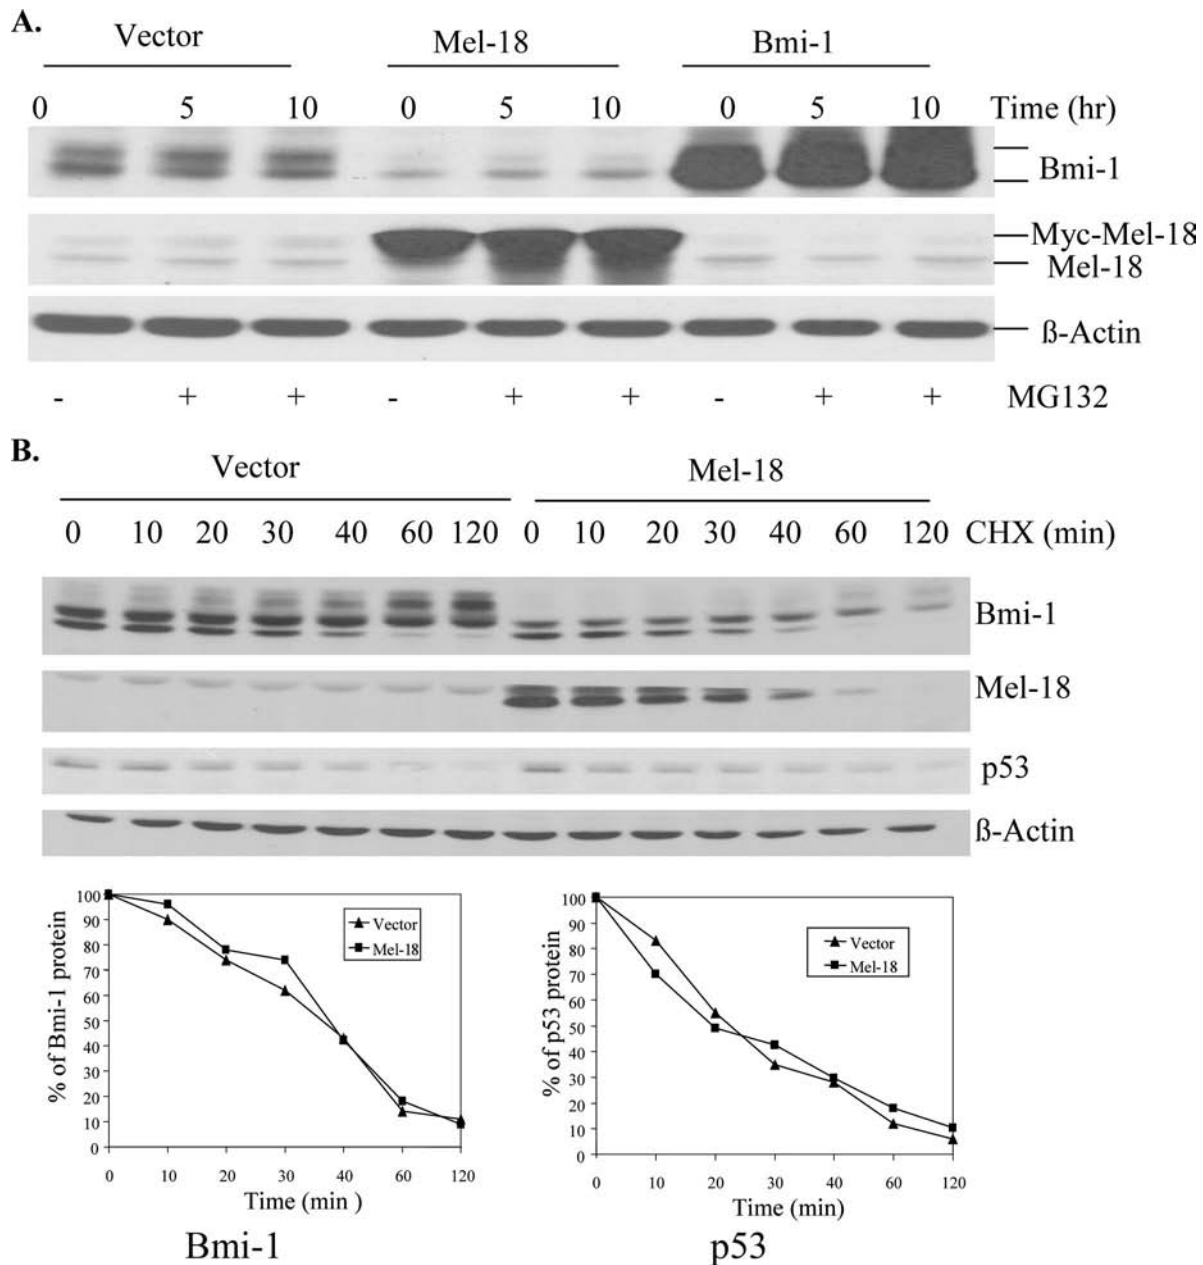 A.
Vector Mel-18 Bmi-1
0 5 10 0 5 10 0 5 10 Time (hr)
Bmi-1
Myc-Mel-18
Mel-18
ß-Actin
- + + - + + - + + MG132
B.
Vector Mel-18
0 10 20 30 40 60 120 0 10 20 30 40 60 120 CHX (min)
Bmi-1
Mel-18
p53
ß-Actin
% of Bmi-1 protein
100
90
80
70
60
50
40
30
20
10
0
Vector
Mel-18
0 10 20 30 40 60 120
Time (min )
Bmi-1
% of p53 protein
100
90
80
70
60
50
40
30
20
10
0
Vector
Mel-18
0 10 20 30 40 60 120
Time (min)
p53